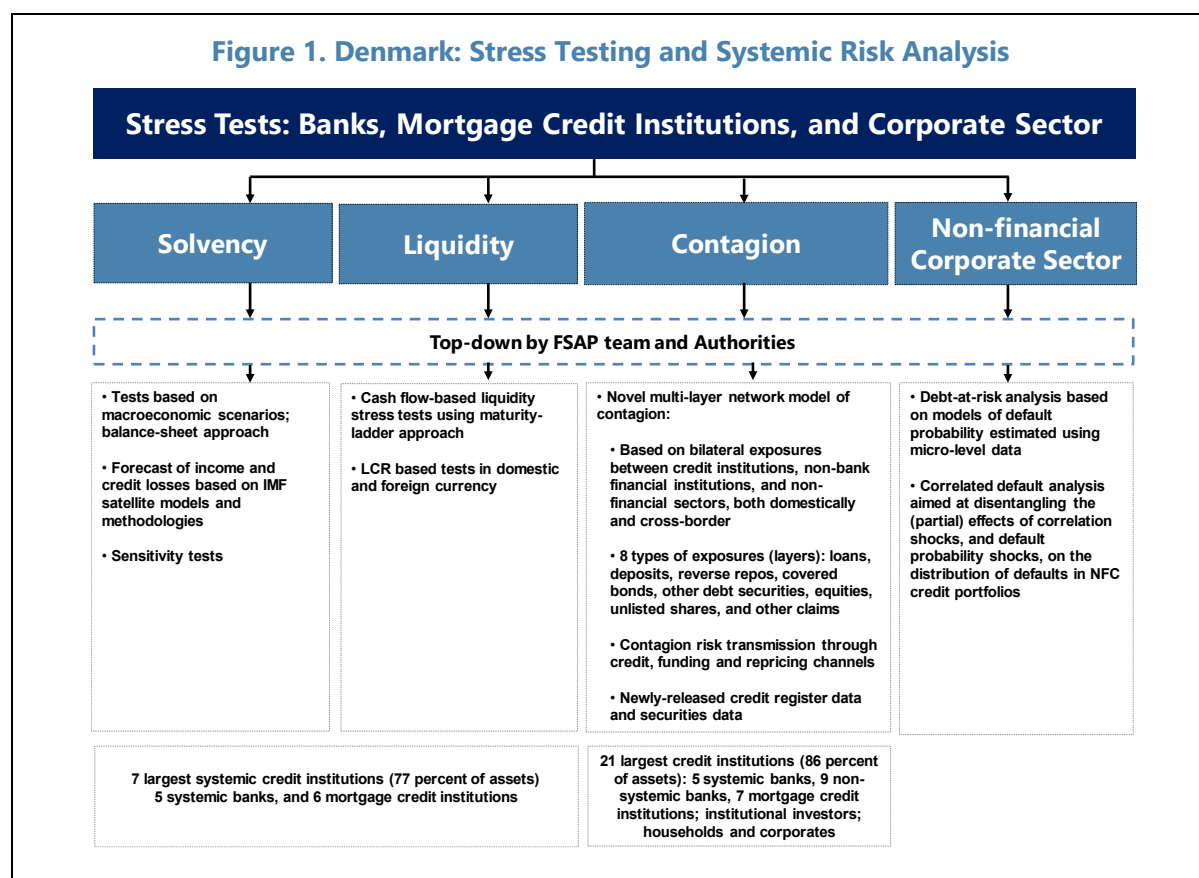 Figure 1. Denmark: Stress Testing and Systemic Risk Analysis
Stress Tests: Banks, Mortgage Credit Institutions, and Corporate Sector
Solvency
Liquidity
Contagion
Non-financial
Corporate Sector
Top-down by FSAP team and Authorities
• Tests based on
macroeconomic scenarios;
balance-sheet approach
• Forecast of income and
credit losses based on IMF
satellite models and
methodologies
• Sensitivity tests
• Cash flow-based liquidity
stress tests using maturity-
ladder approach
• LCR based tests in domestic
and foreign currency
• Novel multi-layer network model of
contagion:
• Based on bilateral exposures
between credit institutions, non-bank
financial institutions, and non-
financial sectors, both domestically
and cross-border
• 8 types of exposures (layers): loans,
deposits, reverse repos, covered
bonds, other debt securities, equities,
unlisted shares, and other claims
• Contagion risk transmission through
credit, funding and repricing channels
• Newly-released credit register data
and securities data
• Debt-at-risk analysis based
on models of default
probability estimated using
micro-level data
• Correlated default analysis
aimed at disentangling the
(partial) effects of correlation
shocks, and default
probability shocks, on the
distribution of defaults in NFC
credit portfolios
7 largest systemic credit institutions (77 percent of assets)
5 systemic banks, and 6 mortgage credit institutions
21 largest credit institutions (86 percent
of assets): 5 systemic banks, 9 non-
systemic banks, 7 mortgage credit
institutions; institutional investors;
households and corporates